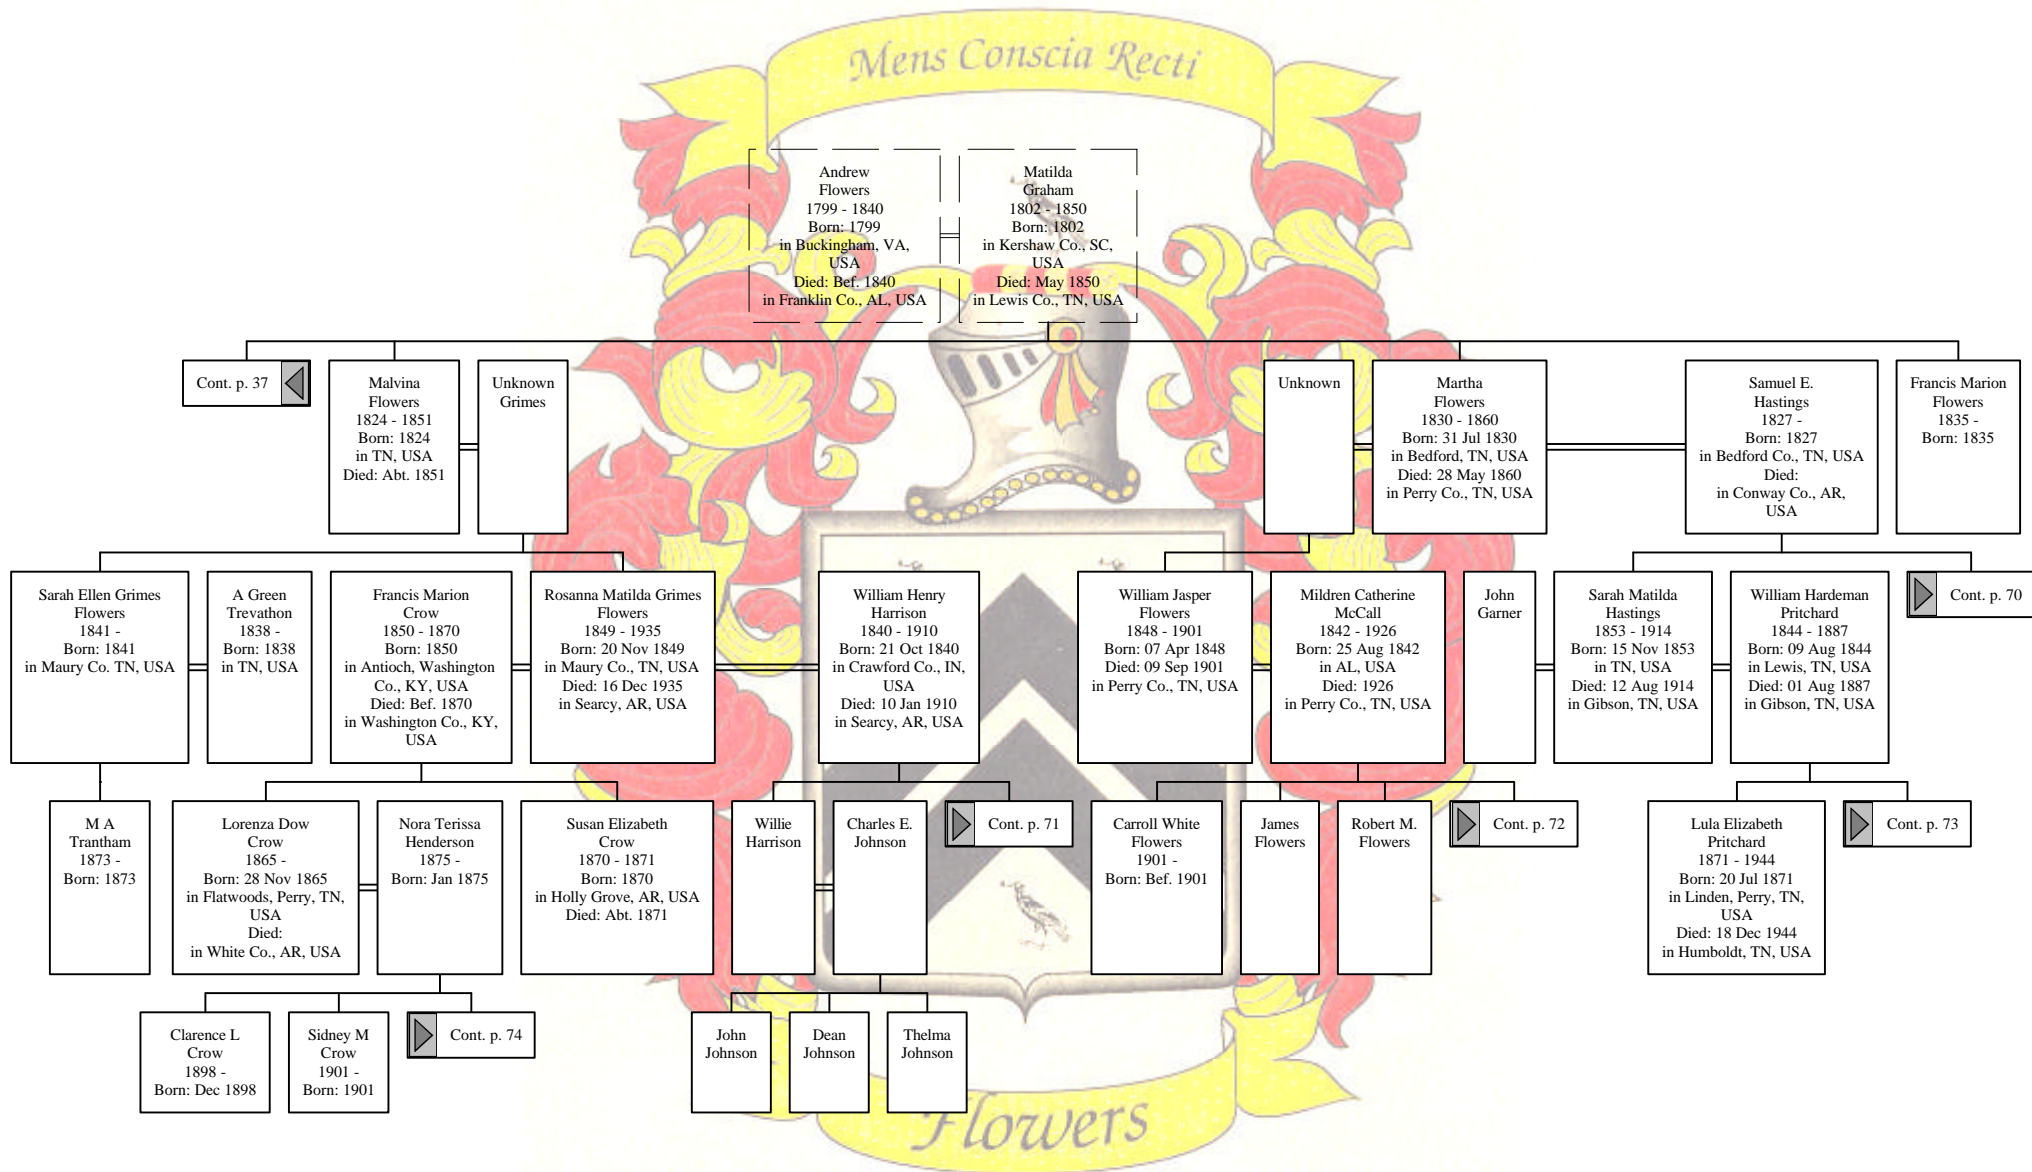 Mens Conscia Recti
Andrew
Flowers
1799 - 1840
Born: 1799
in Buckingham, VA,
USA
Died: Bef. 1840
in Franklin Co., AL, USA
Matilda
Graham
1802 - 1850
Born: 1802
in Kershaw Co., SC,
USA
Died: May 1850
in Lewis Co., TN, USA
Cont. p. 37
Malvina
Flowers
1824 - 1851
Born: 1824
in TN, USA
Died: Abt. 1851
Unknown
Grimes
Unknown
Martha
Flowers
1830 - 1860
Born: 31 Jul 1830
in Bedford, TN, USA
Died: 28 May 1860
in Perry Co., TN, USA
Samuel E.
Hastings
1827 -
Born: 1827
in Bedford Co., TN, USA
Died:
in Conway Co., AR,
USA
Francis Marion
Flowers
1835 -
Born: 1835
Sarah Ellen Grimes
Flowers
1841 -
Born: 1841
in Maury Co. TN, USA
A Green
Trevathon
1838 -
Born: 1838
in TN, USA
Francis Marion
Crow
1850 - 1870
Born: 1850
in Antioch, Washington
Co., KY, USA
Died: Bef. 1870
in Washington Co., KY,
USA
Rosanna Matilda Grimes
Flowers
1849 - 1935
Born: 20 Nov 1849
in Maury Co., TN, USA
Died: 16 Dec 1935
in Searcy, AR, USA
William Henry
Harrison
1840 - 1910
Born: 21 Oct 1840
in Crawford Co., IN,
USA
Died: 10 Jan 1910
in Searcy, AR, USA
William Jasper
Flowers
1848 - 1901
Born: 07 Apr 1848
Died: 09 Sep 1901
in Perry Co., TN, USA
Mildren Catherine
McCall
1842 - 1926
Born: 25 Aug 1842
in AL, USA
Died: 1926
in Perry Co., TN, USA
John
Garner
Sarah Matilda
Hastings
1853 - 1914
Born: 15 Nov 1853
in TN, USA
Died: 12 Aug 1914
in Gibson, TN, USA
William Hardeman
Pritchard
1844 - 1887
Born: 09 Aug 1844
in Lewis, TN, USA
Died: 01 Aug 1887
in Gibson, TN, USA
Cont. p. 70
M A
Trantham
1873 -
Born: 1873
Lorenza Dow
Crow
1865 -
Born: 28 Nov 1865
in Flatwoods, Perry, TN,
USA
Died:
in White Co., AR, USA
Nora Terissa
Henderson
1875 -
Born: Jan 1875
Susan Elizabeth
Crow
1870 - 1871
Born: 1870
in Holly Grove, AR, USA
Died: Abt. 1871
Willie
Harrison
Charles E.
Johnson
Cont. p. 71
Carroll White
Flowers
1901 -
Born: Bef. 1901
James
Flowers
Robert M.
Flowers
Cont. p. 72
Lula Elizabeth
Pritchard
1871 - 1944
Born: 20 Jul 1871
in Linden, Perry, TN,
USA
Died: 18 Dec 1944
in Humboldt, TN, USA
Cont. p. 73
Clarence L
Crow
1898 -
Born: Dec 1898
Sidney M
Crow
1901 -
Born: 1901
Cont. p. 74
John
Johnson
Dean
Johnson
Thelma
Johnson
Flowers